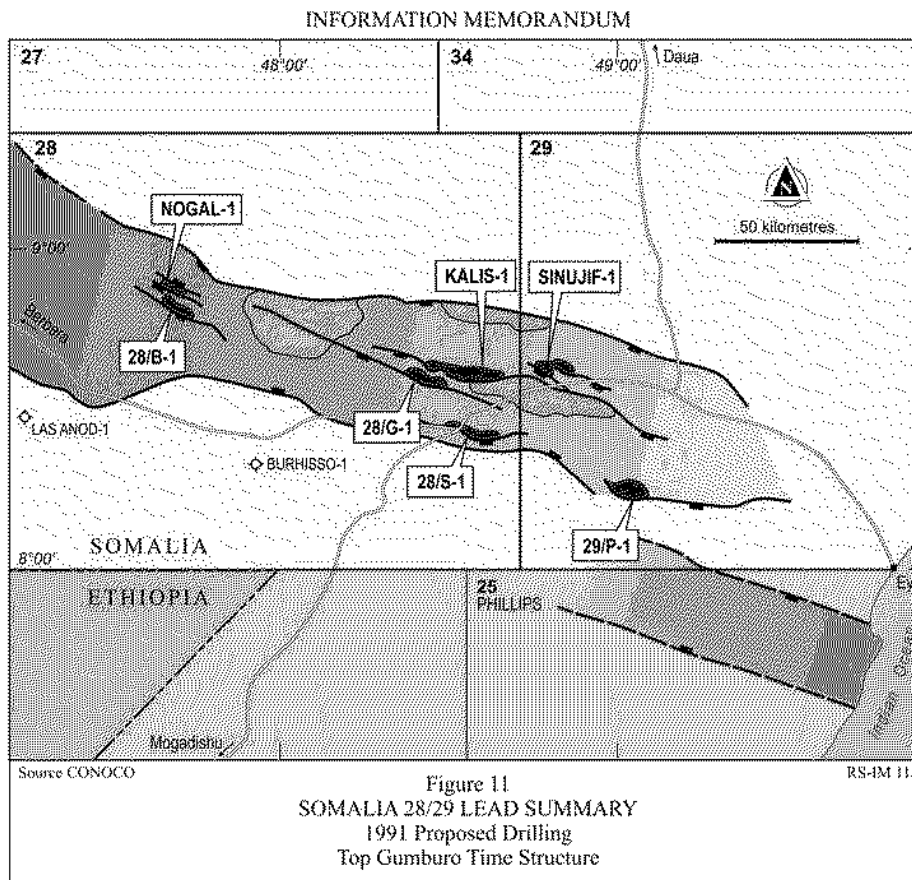 INFORMATION MEMORANDUM
27
48°00'
34
49°00'
Daua
28
29
NOGAL-1
N
50 kilometres
9°00'
KALIS-1
SINUJIF-1
Berbera
28/B-1
LAS ANOD-1
28/G-1
BURHISSO-1
28/S-1
29/P-1
SOMALIA
8°00'
ETHIOPIA
25
PHILLIPS
Indian Ocean
Mogadishu
Source CONOCO
Figure 11
SOMALIA 28/29 LEAD SUMMARY
1991 Proposed Drilling
Top Gumburo Time Structure